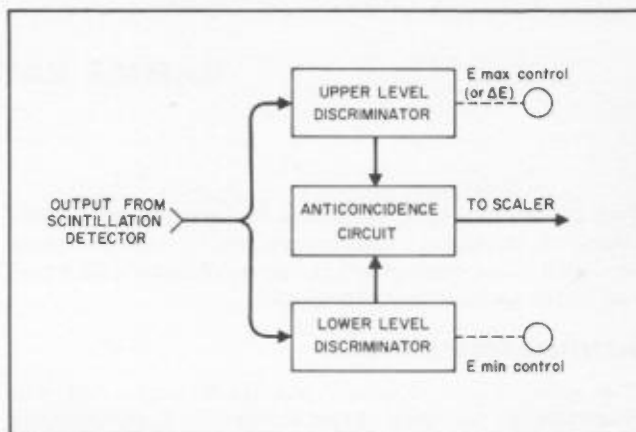 E max control
(or ΔE)
UPPER LEVEL
DISCRIMINATOR
OUTPUT FROM
SCINTILLATION
DETECTOR
ANTICOINCIDENCE
CIRCUIT
TO SCALER
LOWER LEVEL
DISCRIMINATOR
E min control